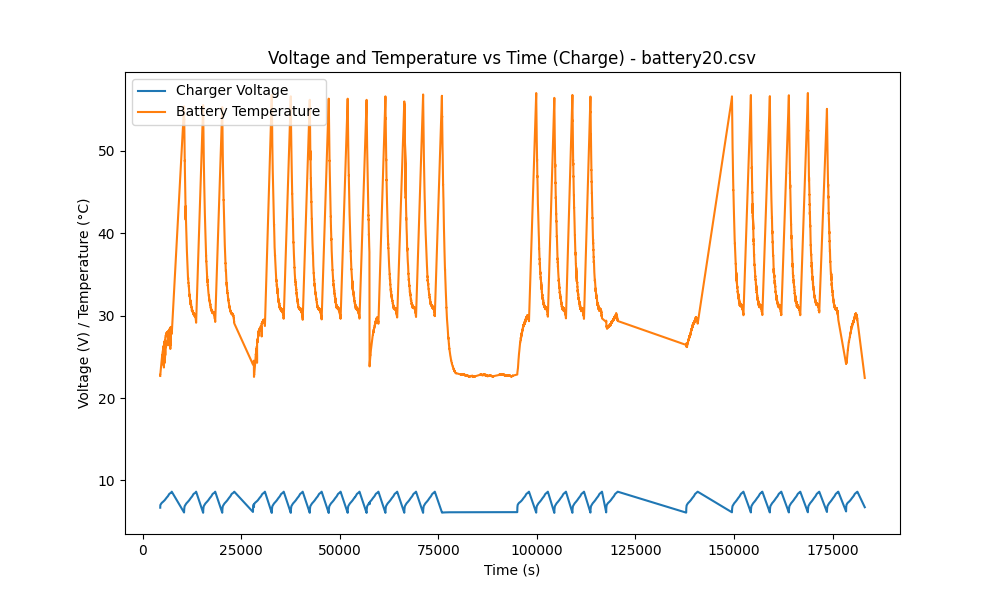 Voltage and Temperature vs Time (Charge) - battery20.csv
Charger Voltage
Battery Temperature
Voltage (V) / Temperature (°C)
50
40
30
20
10
0
25000
50000
75000
100000
125000
150000
175000
Time (s)